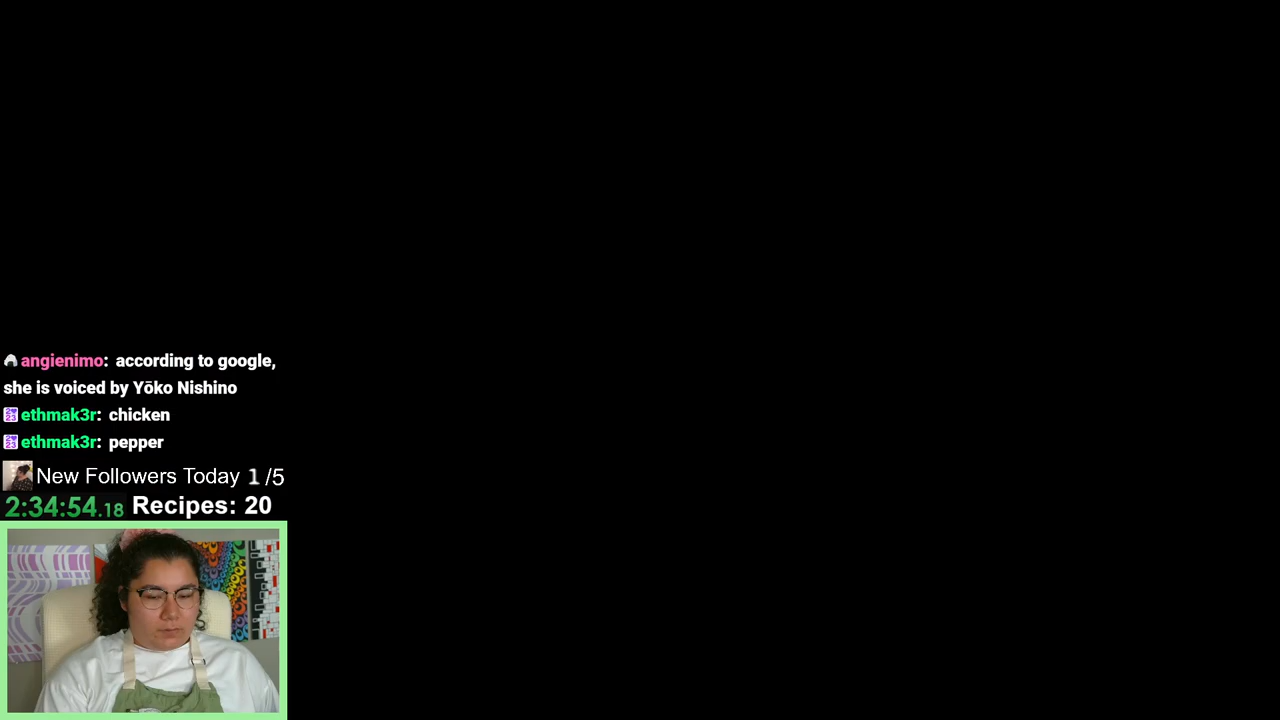 angienimo: according to google,
she is voiced by Yōko Nishino
ethmak3r: chicken
ethmak3r: pepper
New Followers Today 1 /5
2:34:54.18 Recipes: 20